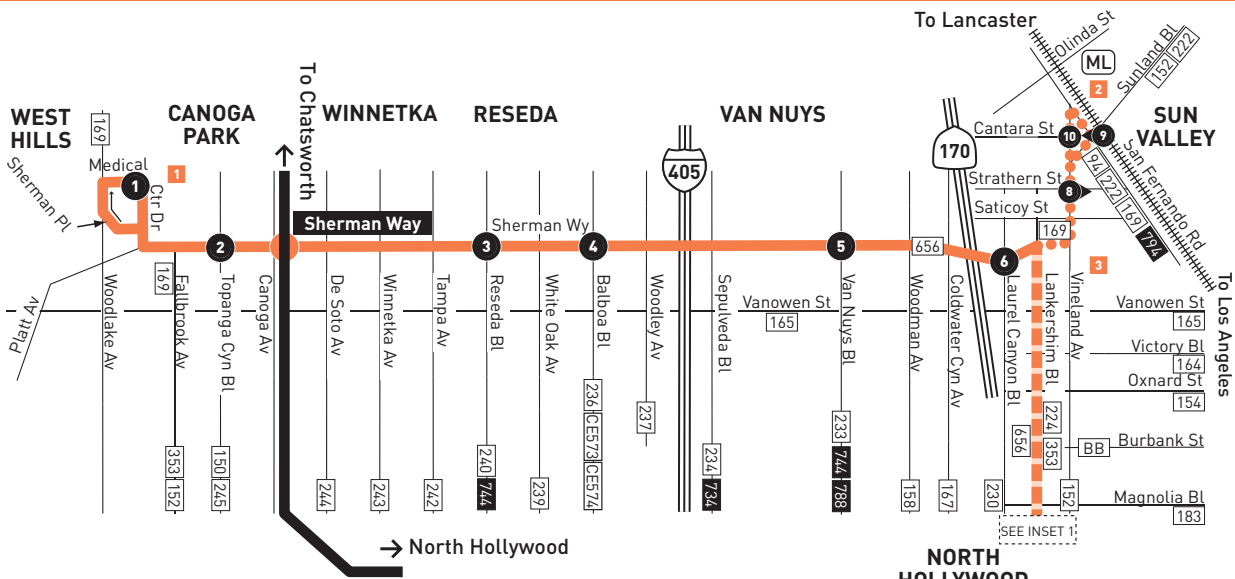 To Lancaster
Olinda St
ML
Sunland Bl
152 222
2
WEST
HILLS
169
CANOGA
PARK
To Chatsworth
WINNETKA
RESEDA
VAN NUYS
SUN
VALLEY
170
405
Cantara St
10
9
Medical
Ctr Dr
1
1
Sherman Pl
Strathern St
8
Saticoy St
94 222 169 794
San Fernando Rd
Sherman Way
Sherman Wy
2
3
4
5
656
6
169
3
To Los Angeles
Platt Av
Woodlake Av
169
Fallbrook Av
Topanga Cyn Bl
Canoga Av
De Soto Av
Winnetka Av
Tampa Av
Reseda Bl
White Oak Av
Balboa Bl
Woodley Av
Sepulveda Bl
Vanowen St
165
Van Nuys Bl
Woodman Av
Coldwater Cyn Av
Laurel Canyon Bl
Lankershim Bl
Vineland Av
Vanowen St
165
Victory Bl
164
Oxnard St
154
Burbank St
BB
Magnolia Bl
183
353 152
150 245
244
243
242
240 744
239
236 CE573 CE574
237
234 734
233 744 788
158
167
230
656
224 353
152
SEE INSET 1
North Hollywood
NORTH
HOLLYWOOD